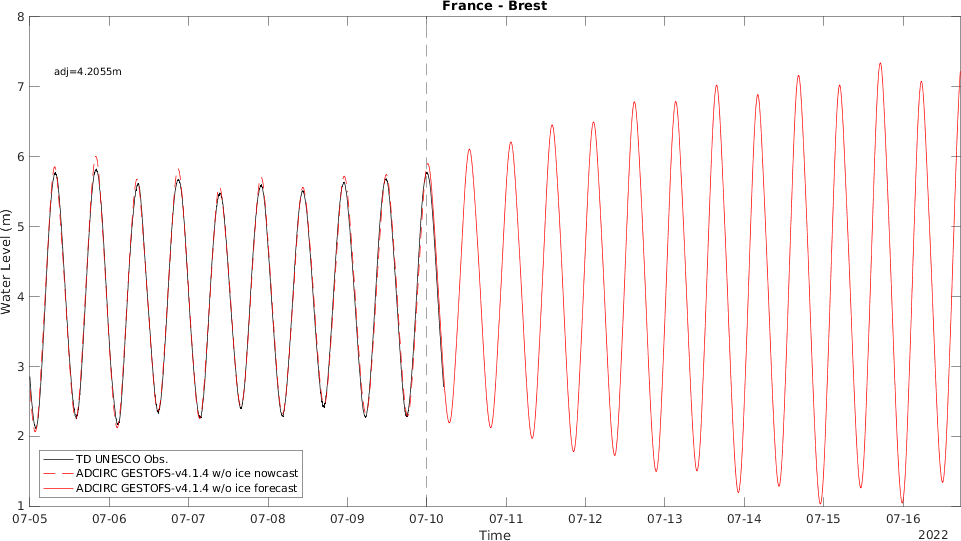 France - Brest
8
7
6
5
4
3
2
1
Water Level (m)
adj=4.2055m
TD UNESCO Obs.
ADCIRC GESTOFS-v4.1.4 w/o ice nowcast
ADCIRC GESTOFS-v4.1.4 w/o ice forecast
07-05 07-06 07-07 07-08 07-09 07-10 07-11 07-12 07-13 07-14 07-15 07-16
Time
2022